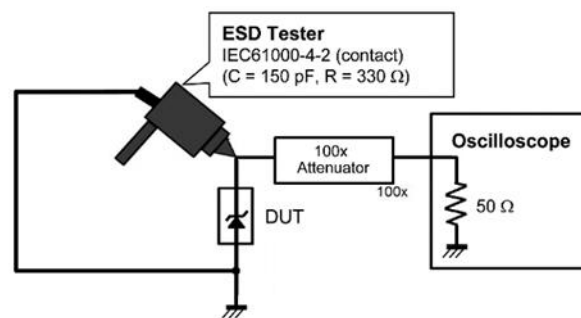 ESD Tester
IEC61000-4-2 (contact)
(C = 150 pF, R = 330 Ω)
Oscilloscope
100x
Attenuator
100x
50 Ω
DUT